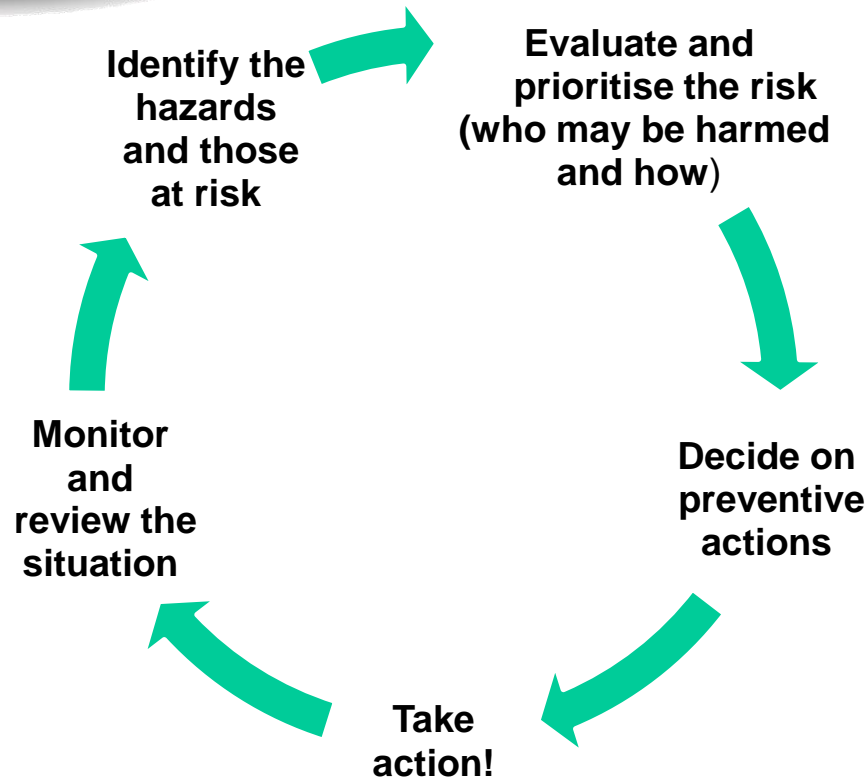 Identify the
hazards
and those
at risk
Evaluate and
prioritise the risk
(who may be harmed
and how)
Decide on
preventive
actions
Take
action!
Monitor
and
review the
situation